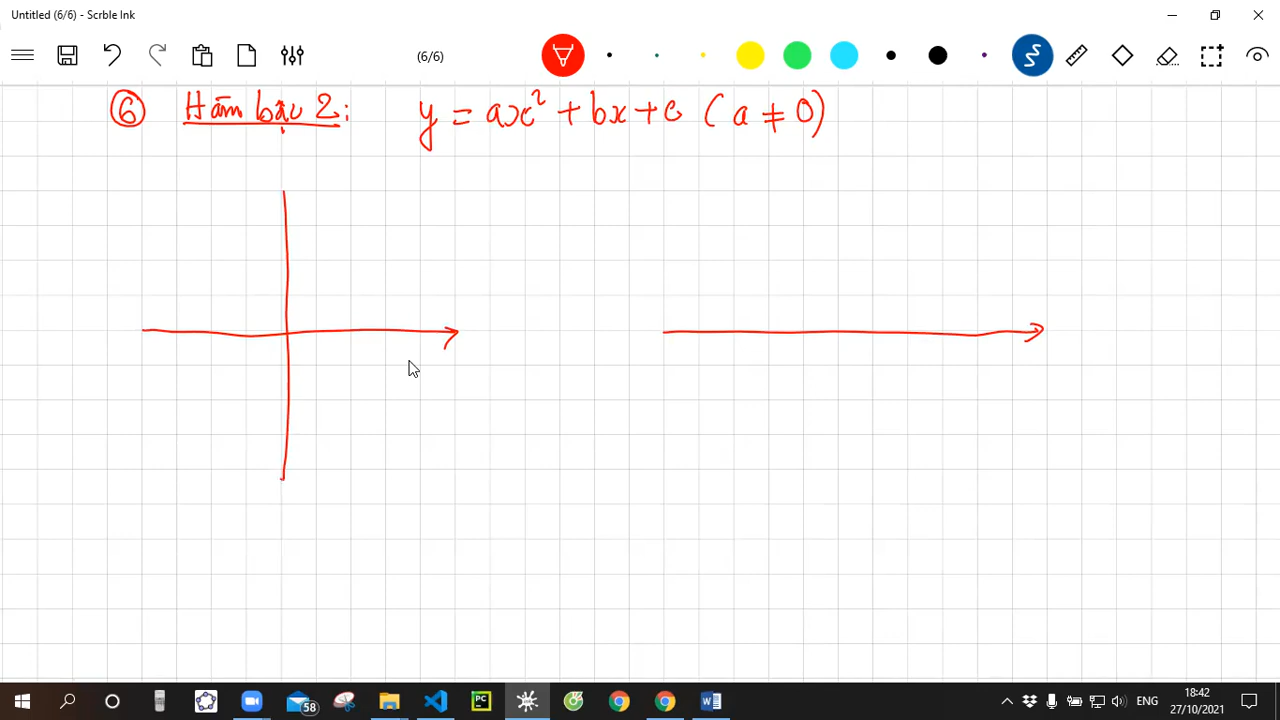 Untitled (6/6) - Scrble Ink
(6/6)
⑥ Hàm bậc 2: y = ax² + bx + c (a ≠ 0)
58
PC
ENG
18:42
27/10/2021